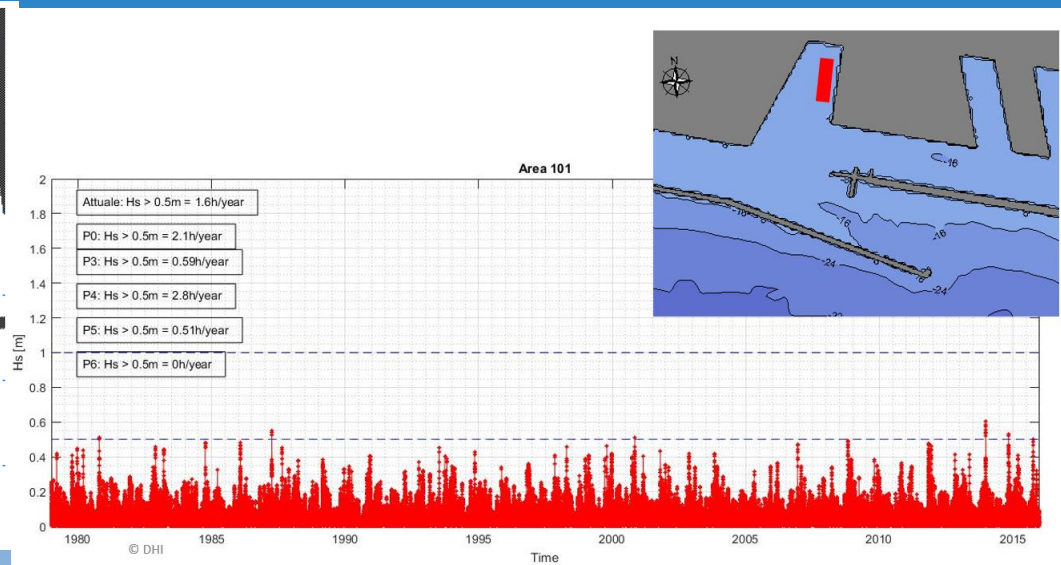 Area 101
2
1.8
1.6
1.4
1.2
1
0.8
0.6
0.4
0.2
0
Hs [m]
Attuale: Hs > 0.5m = 1.6h/year
P0: Hs > 0.5m = 2.1h/year
P3: Hs > 0.5m = 0.59h/year
P4: Hs > 0.5m = 2.8h/year
P5: Hs > 0.5m = 0.51h/year
P6: Hs > 0.5m = 0h/year
N
-16
-16
-16
-24
-24
1980
1985
1990
1995
2000
2005
2010
2015
Time
© DHI